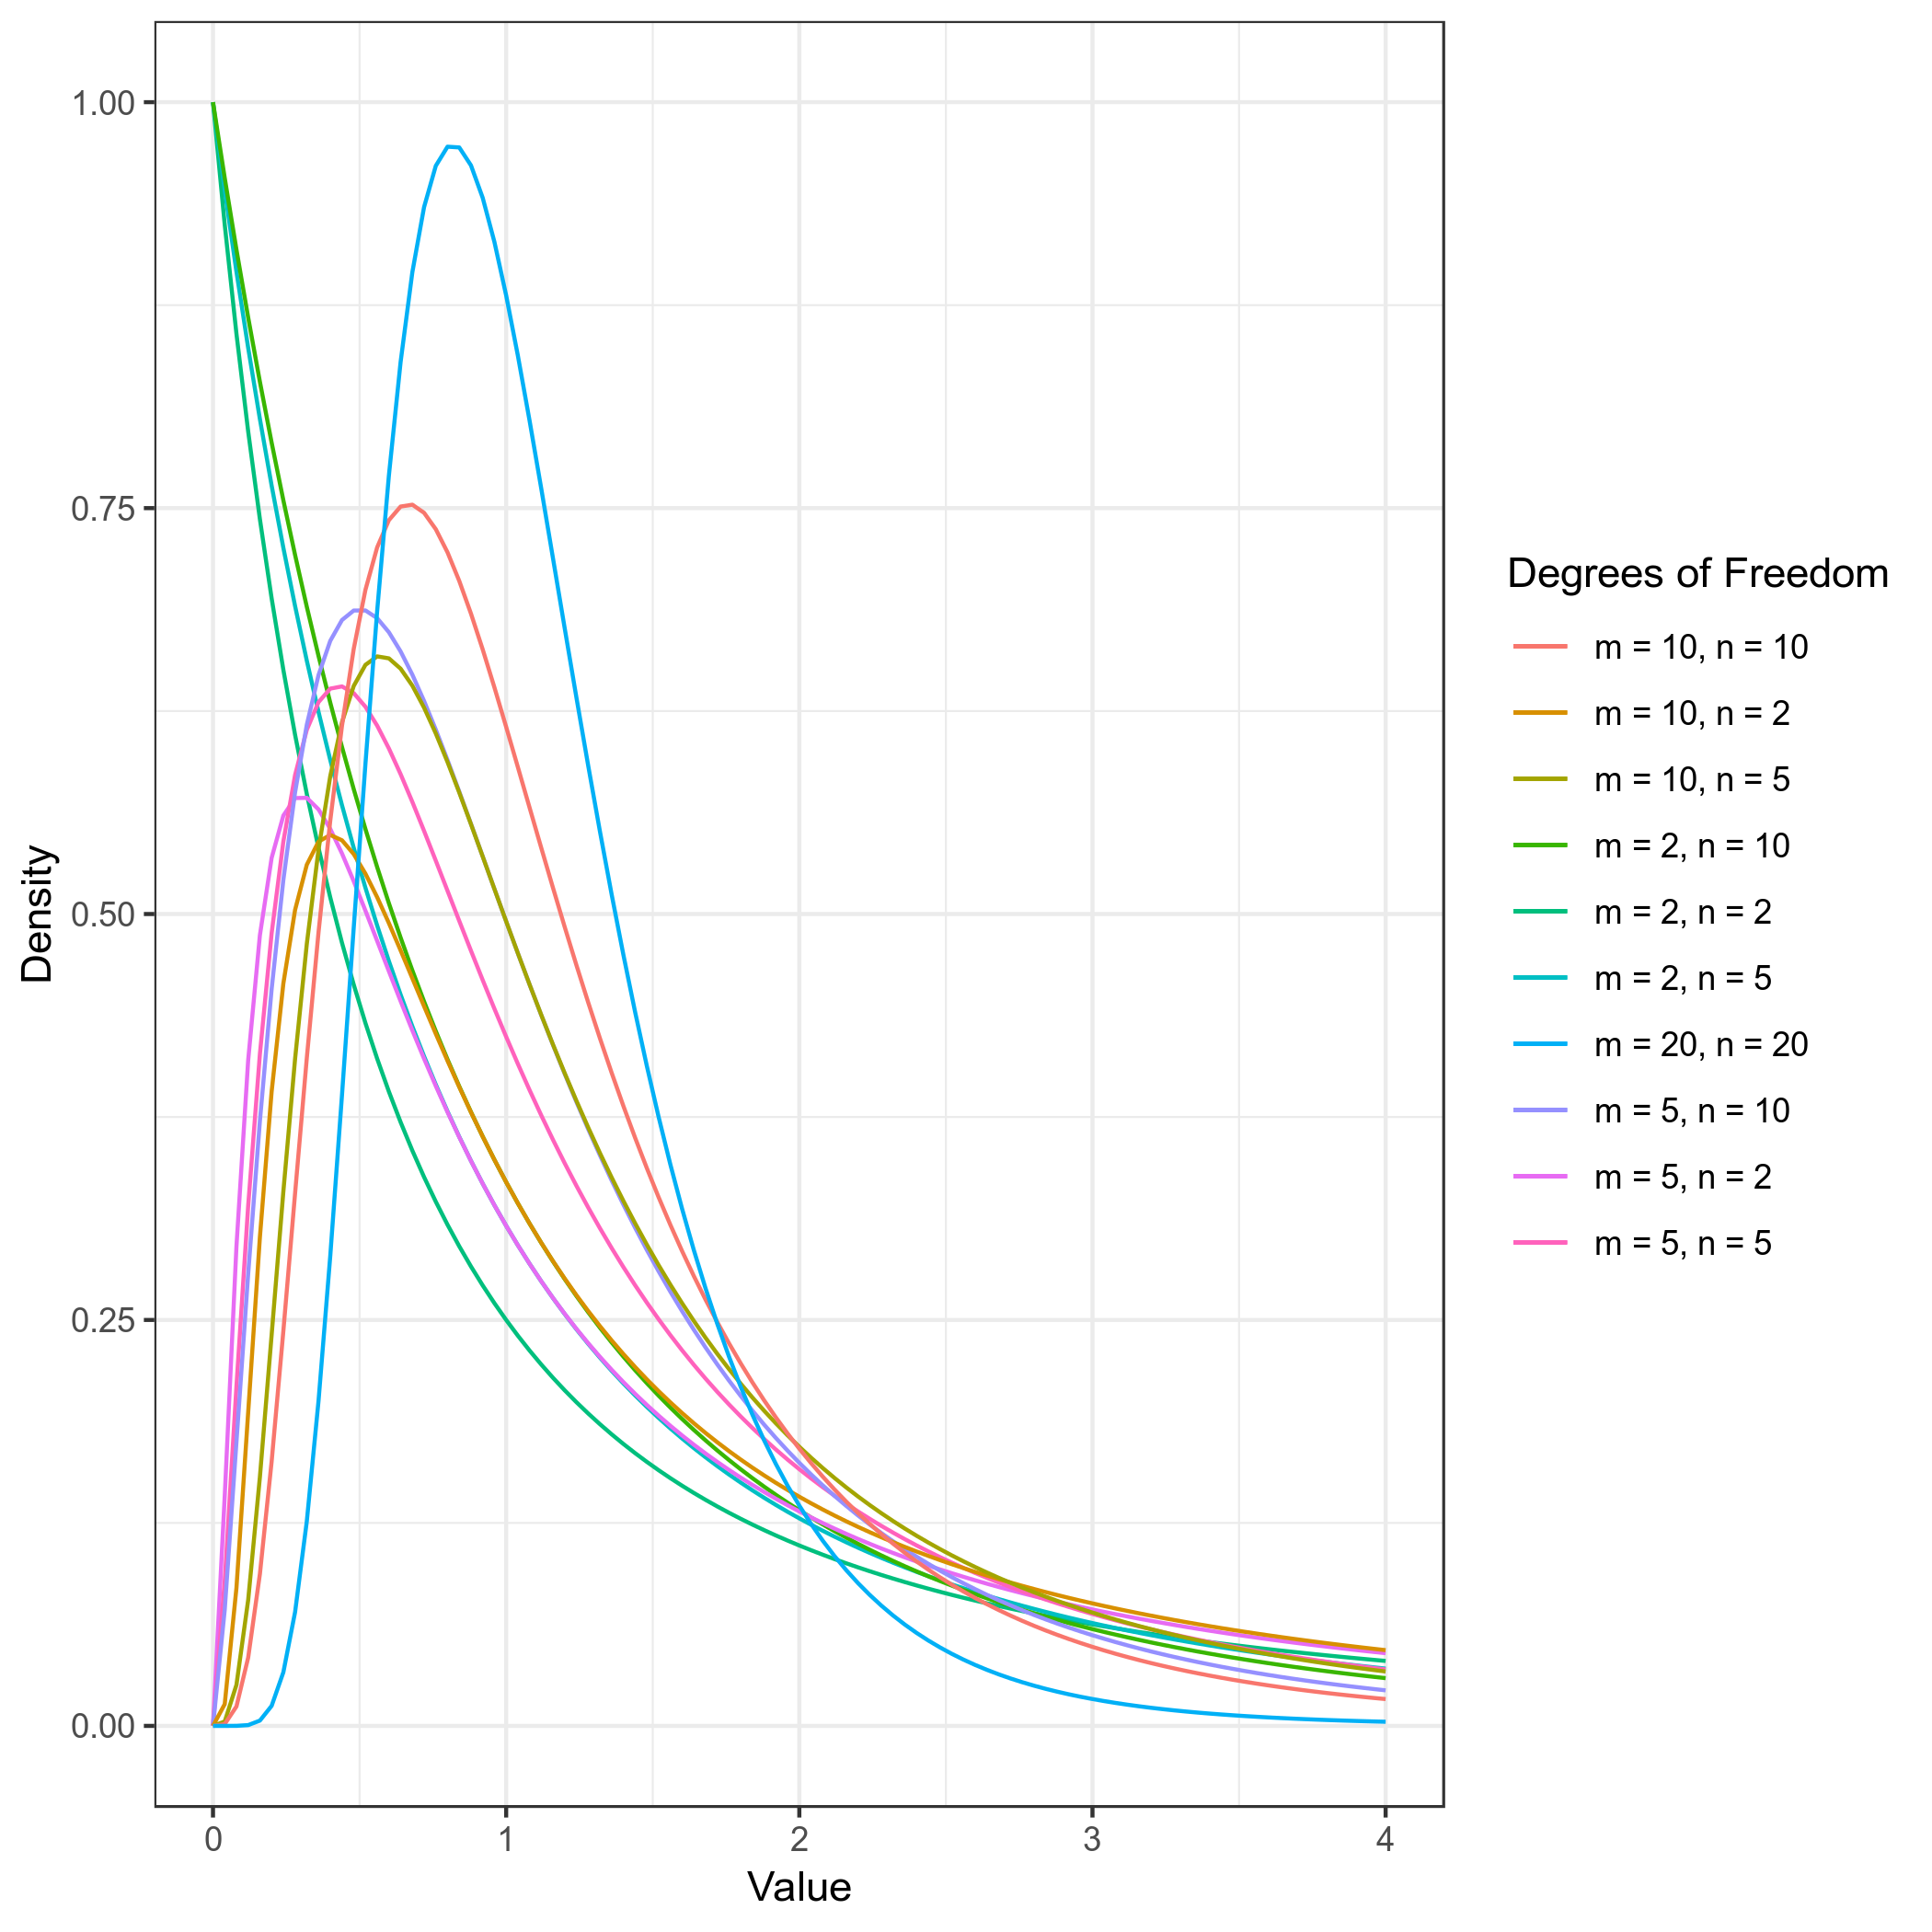 1.00
0.75
0.50
0.25
0.00
Density
0
1
2
3
4
Value
Degrees of Freedom
m = 10, n = 10
m = 10, n = 2
m = 10, n = 5
m = 2, n = 10
m = 2, n = 2
m = 2, n = 5
m = 20, n = 20
m = 5, n = 10
m = 5, n = 2
m = 5, n = 5